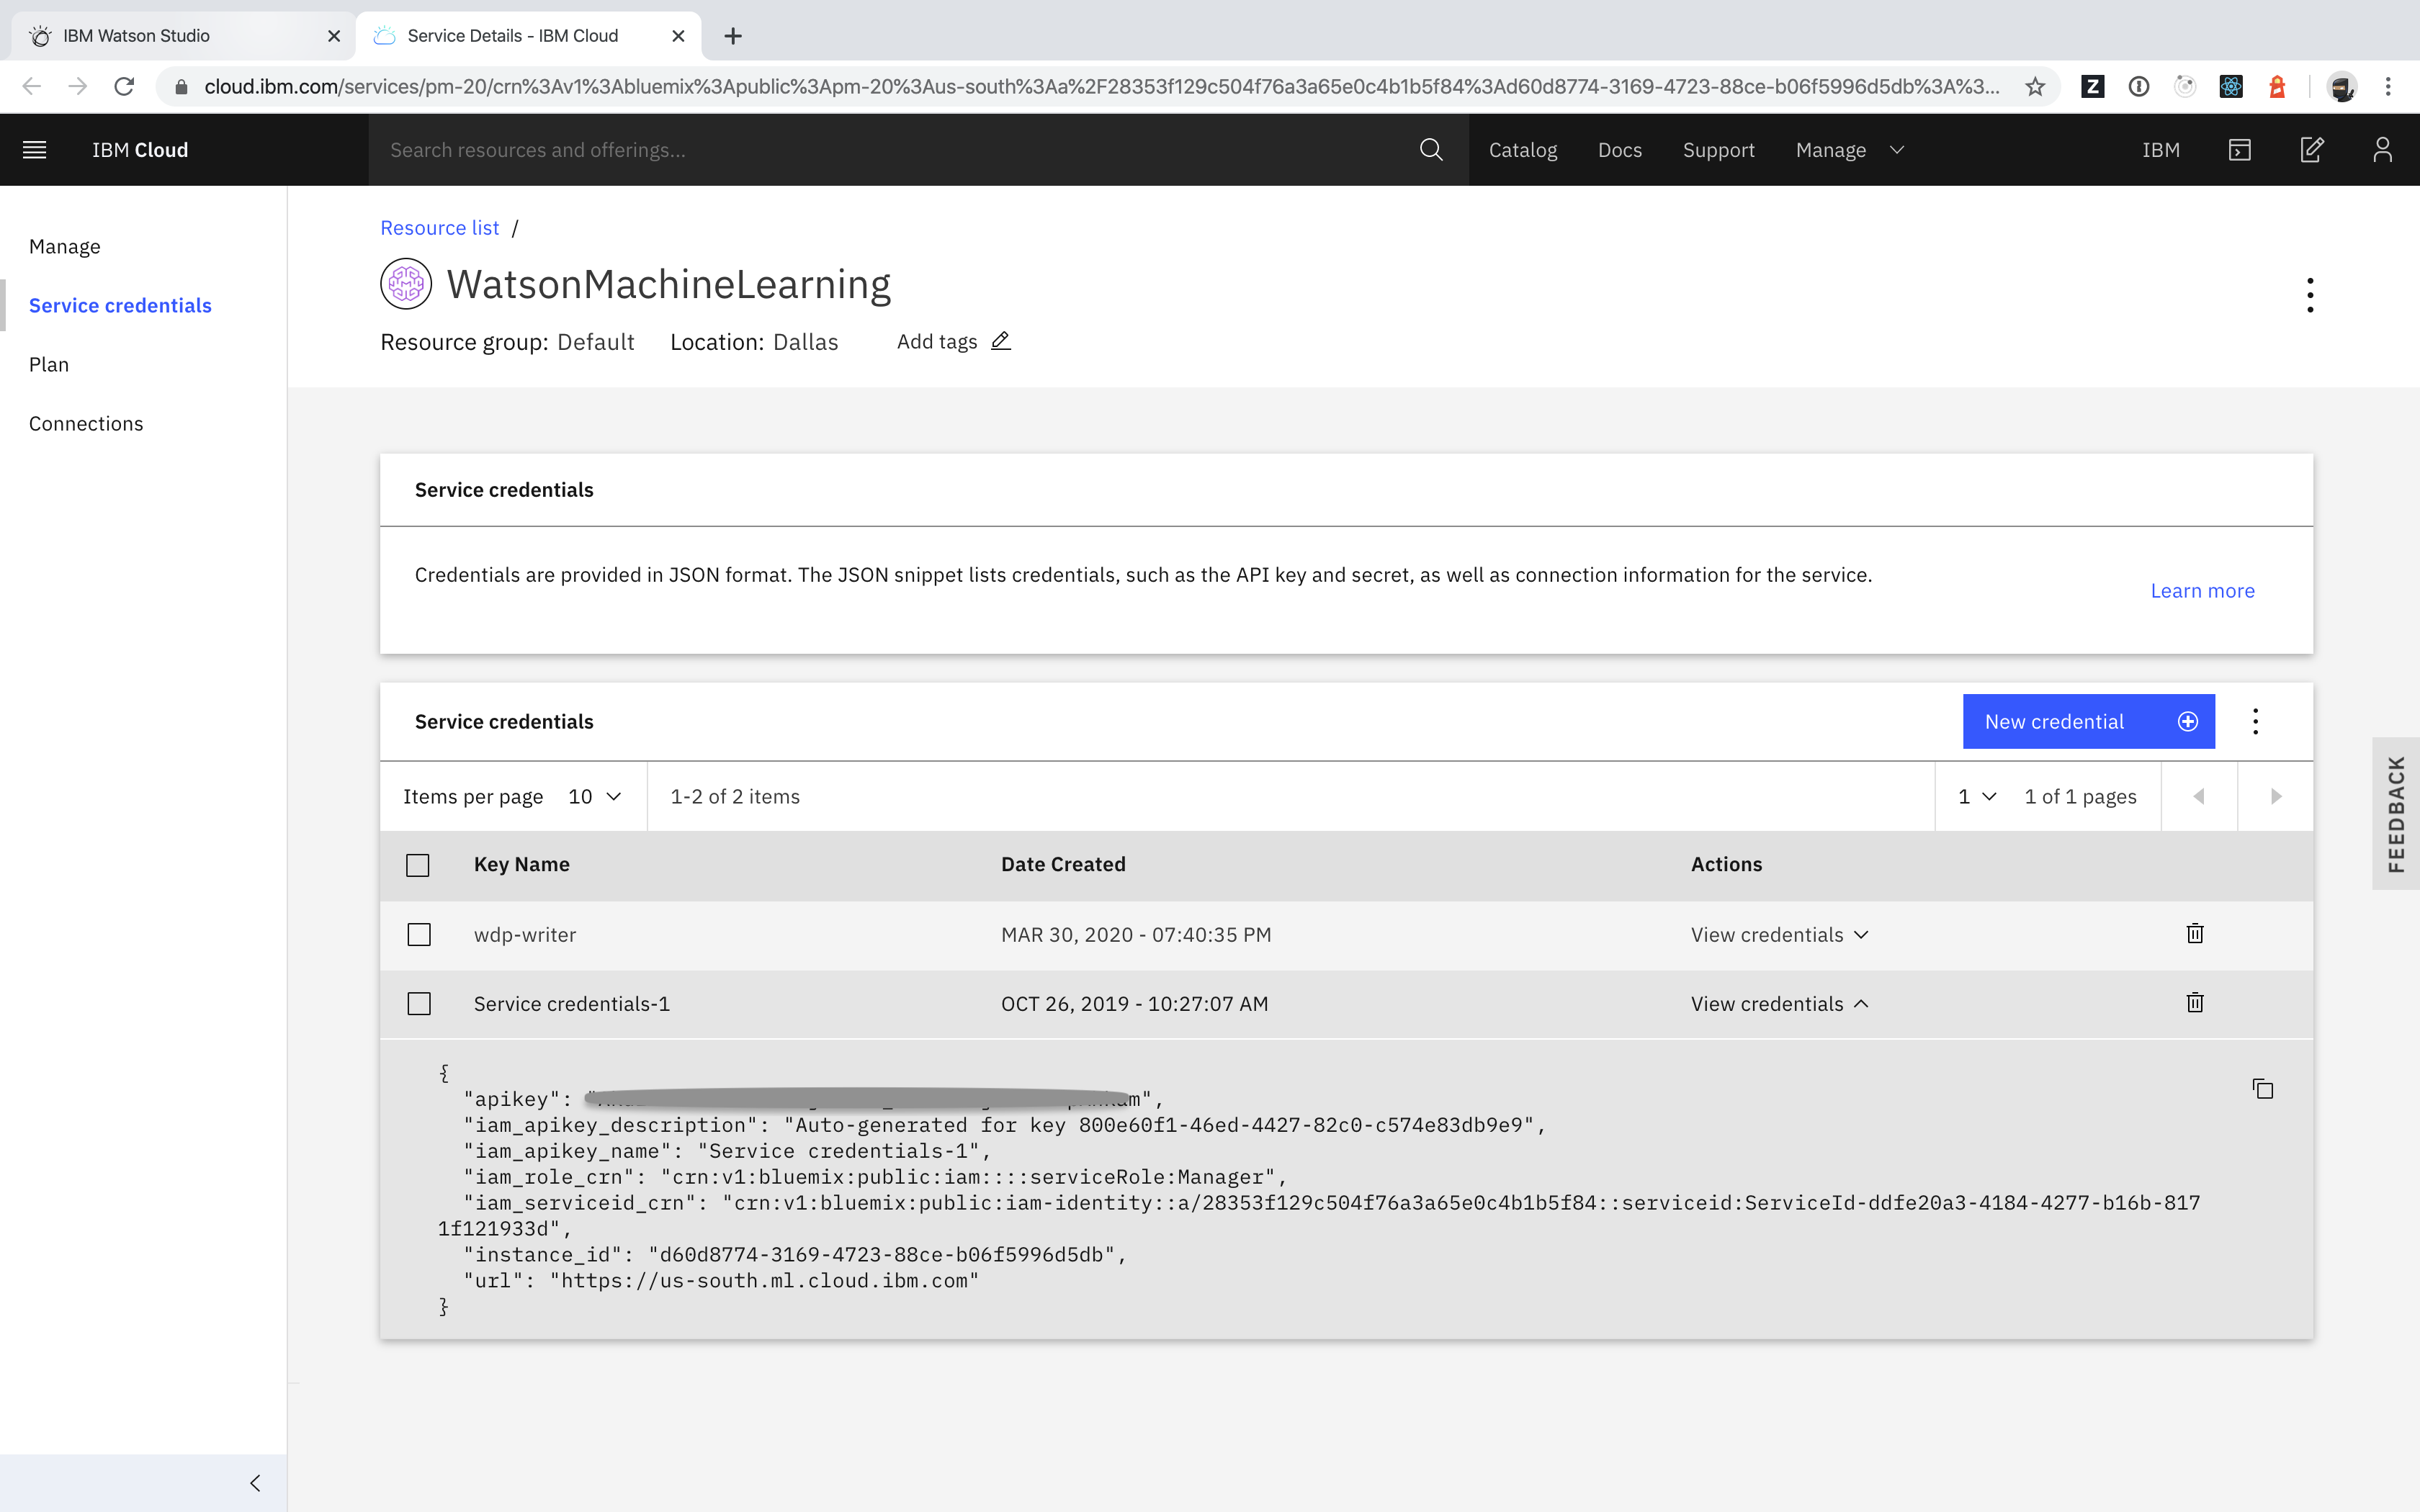 IBM Watson Studio
Service Details - IBM Cloud
cloud.ibm.com/services/pm-20/crn%3Av1%3Abluemix%3Apublic%3Apm-20%3Aus-south%3Aa%2F28353f129c504f76a3a65e0c4b1b5f84%3Ad60d8774-3169-4723-88ce-b06f5996d5db%3A%3...
IBM Cloud
Search resources and offerings...
Catalog
Docs
Support
Manage
IBM
Manage
Service credentials
Plan
Connections
Resource list /
WatsonMachineLearning
Resource group: Default Location: Dallas Add tags
Service credentials
Credentials are provided in JSON format. The JSON snippet lists credentials, such as the API key and secret, as well as connection information for the service.
Learn more
Service credentials
New credential
Items per page 10 1-2 of 2 items 1 1 of 1 pages
Key Name Date Created Actions
wdp-writer MAR 30, 2020 - 07:40:35 PM View credentials
Service credentials-1 OCT 26, 2019 - 10:27:07 AM View credentials
{
"apikey":
"iam_apikey_description": "Auto-generated for key 800e60f1-46ed-4427-82c0-c574e83db9e9",
"iam_apikey_name": "Service credentials-1",
"iam_role_crn": "crn:v1:bluemix:public:iam::::serviceRole:Manager",
"iam_serviceid_crn": "crn:v1:bluemix:public:iam-identity::a/28353f129c504f76a3a65e0c4b1b5f84::serviceid:ServiceId-ddfe20a3-4184-4277-b16b-817
1f121933d",
"instance_id": "d60d8774-3169-4723-88ce-b06f5996d5db",
"url": "https://us-south.ml.cloud.ibm.com"
}
FEEDBACK